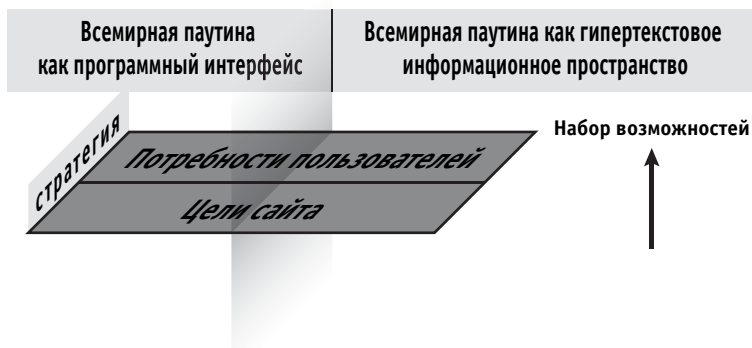 Всемирная паутина
как программный интерфейс
Всемирная паутина как гипертекстовое
информационное пространство
стратегия
Потребности пользователей
Цели сайта
Набор возможностей